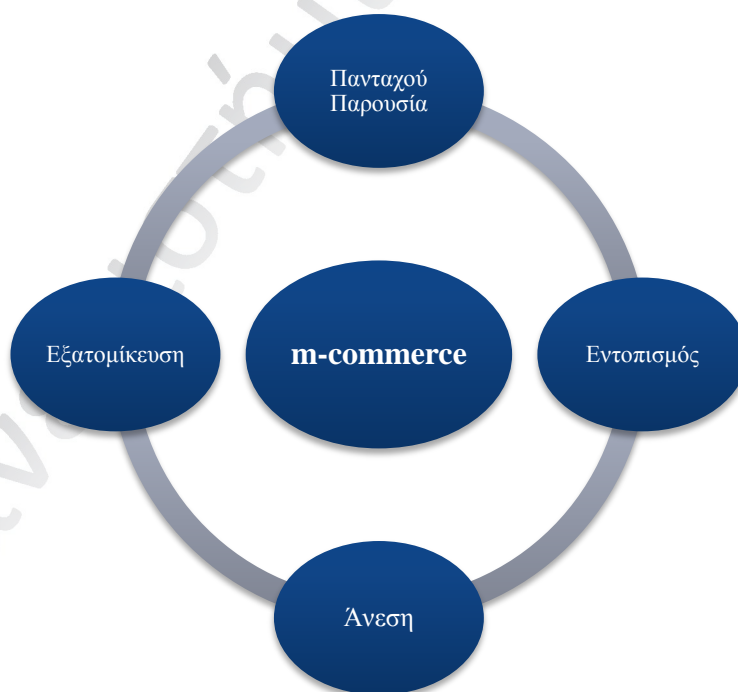 Πανταχού
Παρουσία
Εξατομίκευση
m-commerce
Εντοπισμός
Άνεση